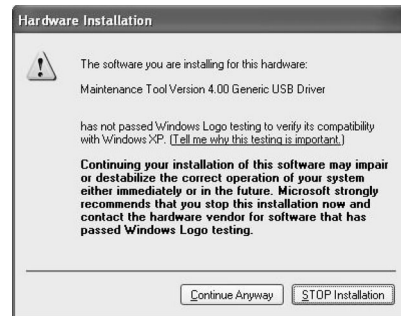 Hardware Installation
The software you are installing for this hardware:
Maintenance Tool Version 4.00 Generic USB Driver
has not passed Windows Logo testing to verify its compatibility
with Windows XP. (Tell me why this testing is important.)
Continuing your installation of this software may impair
or destabilize the correct operation of your system
either immediately or in the future. Microsoft strongly
recommends that you stop this installation now and
contact the hardware vendor for software that has
passed Windows Logo testing.
Continue Anyway
STOP Installation